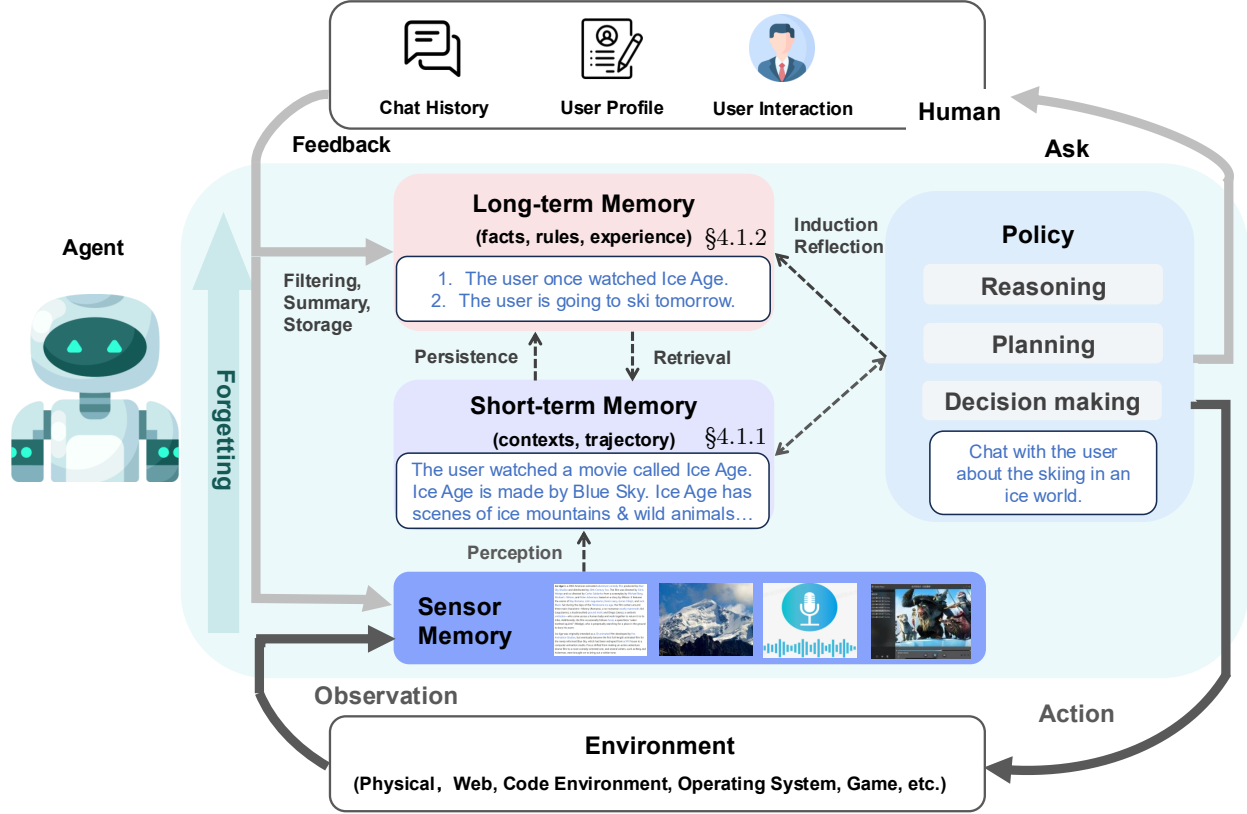 Chat History
User Profile
User Interaction
Human
Feedback
Ask
Agent
Long-term Memory
(facts, rules, experience) §4.1.2
1. The user once watched Ice Age.
2. The user is going to ski tomorrow.
Induction
Reflection
Policy
Reasoning
Planning
Decision making
Chat with the user
about the skiing in an
ice world.
Filtering,
Summary,
Storage
Forgetting
Persistence
Retrieval
Short-term Memory
(contexts, trajectory) §4.1.1
The user watched a movie called Ice Age.
Ice Age is made by Blue Sky. Ice Age has
scenes of ice mountains & wild animals…
Perception
Sensor
Memory
Observation
Action
Environment
(Physical, Web, Code Environment, Operating System, Game, etc.)